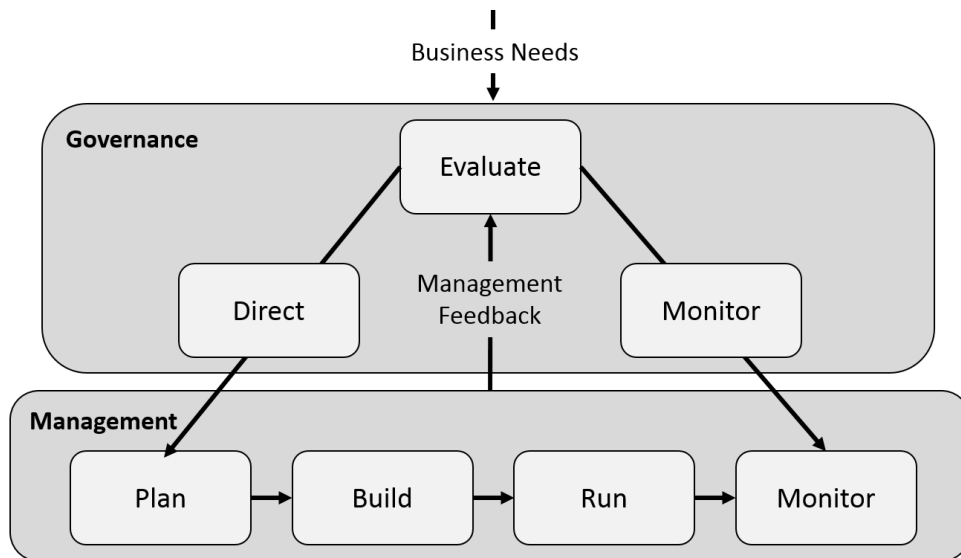 Business Needs
Governance
Evaluate
Direct
Management
Feedback
Monitor
Management
Plan
Build
Run
Monitor